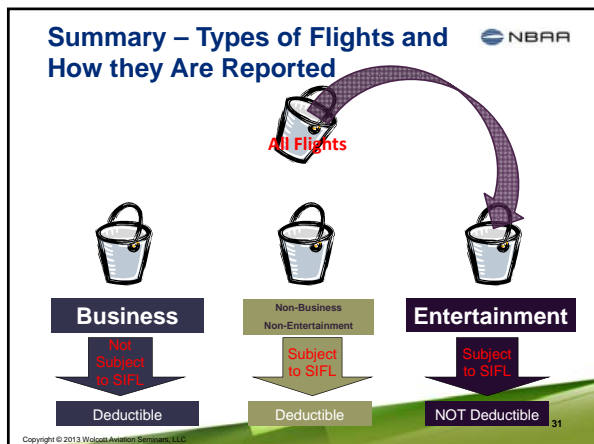 Summary – Types of Flights and
How they Are Reported
NBAA
All Flights
Business
Non-Business
Non-Entertainment
Entertainment
Not
Subject
to SIFL
Subject
to SIFL
Subject
to SIFL
Deductible
Deductible
NOT Deductible
31
Copyright © 2013 Wolcott Aviation Seminars, LLC